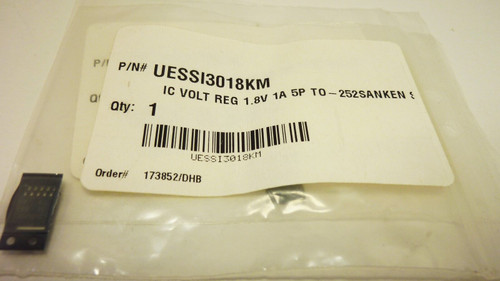 P/N# UESSI3018KM
IC VOLT REG 1.8V 1A 5P TO-252SANKEN
Qty: 1
UESSI3018KM
Order# 173852/DHB